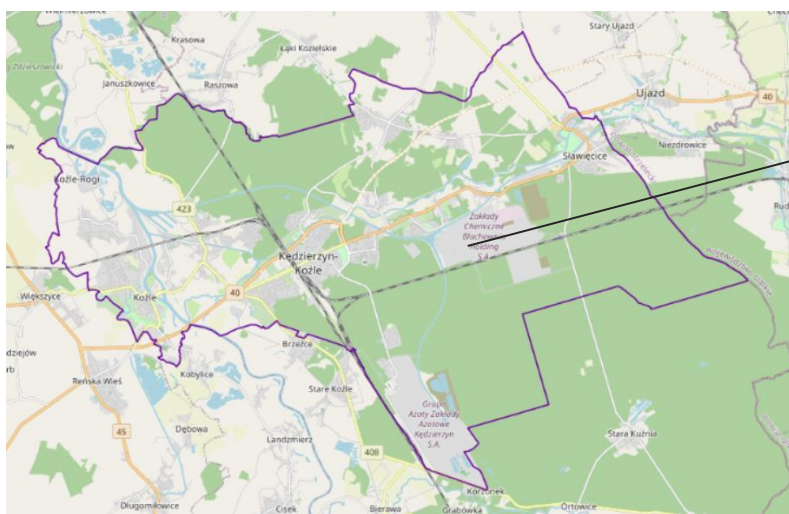 Krasowa
Stary Ujazd
Łąki Kozielskie
Januszkowice
Raszowa
Ujazd
40
Sławięcice
Niezdrowice
Koźle-Rogi
423
Zakłady
Chemiczne
Blachownia
Holding
S.A.
Kędzierzyn-
Koźle
Większyce
Koźle
40
Brzeźce
Reńska Wieś
Kobylice
Stare Koźle
Grupa
Azoty Zakłady
Azotowe
Kędzierzyn
S.A.
45
Dębowa
Landzmierz
Stara Kuźnia
408
Korzonek
Długomiłowice
Cisek
Bierawa
Grabówka
Ortowice